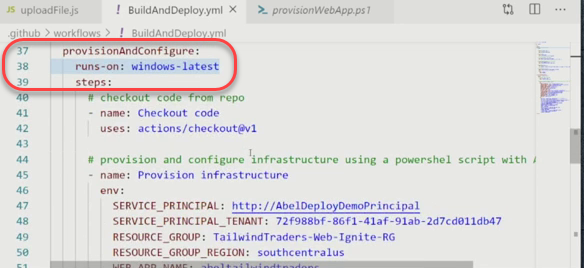 JS uploadFile.js ! BuildAndDeploy.yml × provisionWebApp.ps1
.github > workflows > ! BuildAndDeploy.yml
37 provisionAndConfigure:
38 runs-on: windows-latest
39 steps:
40 # checkout code from repo
41 - name: Checkout code
42 uses: actions/checkout@v1
43
44 # provision and configure infrastructure using a powershel script with A
45 - name: Provision infrastructure
46 env:
47 SERVICE_PRINCIPAL: http://AbelDeployDemoPrincipal
48 SERVICE_PRINCIPAL_TENANT: 72f988bf-86f1-41af-91ab-2d7cd011db47
49 RESOURCE_GROUP: TailwindTraders-Web-Ignite-RG
50 RESOURCE_GROUP_REGION: southcentralus
51 WEB_APP_NAME: abeltailwindtraders